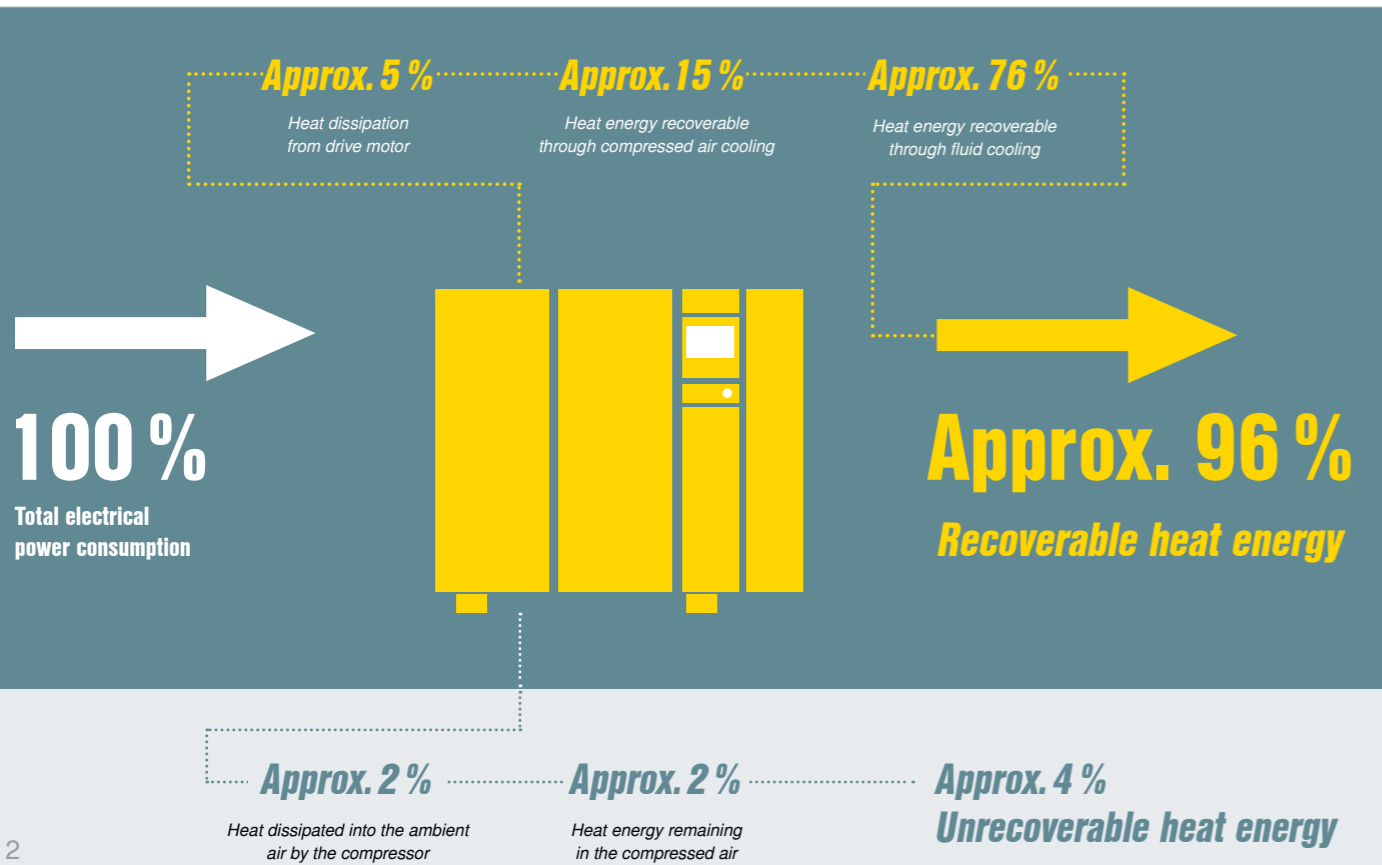 Approx. 5 %
Heat dissipation
from drive motor
Approx. 15 %
Heat energy recoverable
through compressed air cooling
Approx. 76 %
Heat energy recoverable
through fluid cooling
100 %
Total electrical
power consumption
Approx. 96 %
Recoverable heat energy
Approx. 2 %
Heat dissipated into the ambient
air by the compressor
Approx. 2 %
Heat energy remaining
in the compressed air
Approx. 4 %
Unrecoverable heat energy
2